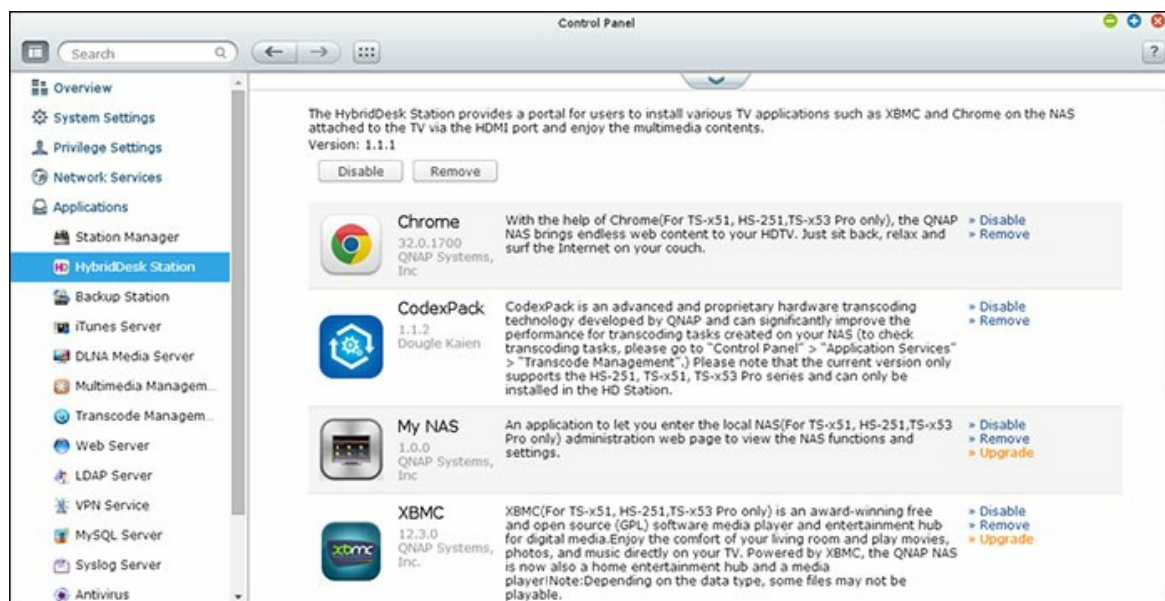 Control Panel
Search
?
Overview
System Settings
Privilege Settings
Network Services
Applications
Station Manager
HD HybridDesk Station
Backup Station
iTunes Server
DLNA Media Server
Multimedia Managem...
Transcode Managem...
Web Server
LDAP Server
VPN Service
MySQL Server
Syslog Server
Antivirus
The HybridDesk Station provides a portal for users to install various TV applications such as XBMC and Chrome on the NAS
attached to the TV via the HDMI port and enjoy the multimedia contents.
Version: 1.1.1
Disable Remove
Chrome
32.0.1700
QNAP Systems,
Inc
With the help of Chrome(For TS-x51, HS-251,TS-x53 Pro only), the QNAP
NAS brings endless web content to your HDTV. Just sit back, relax and
surf the Internet on your couch.
» Disable
» Remove
CodexPack
1.1.2
Dougle Kaien
CodexPack is an advanced and proprietary hardware transcoding
technology developed by QNAP and can significantly improve the
performance for transcoding tasks created on your NAS (to check
transcoding tasks, please go to "Control Panel" > "Application Services"
> "Transcode Management".) Please note that the current version only
supports the HS-251, TS-x51, TS-x53 Pro series and can only be
installed in the HD Station.
» Disable
» Remove
My NAS
1.0.0
QNAP Systems,
Inc
An application to let you enter the local NAS(For TS-x51, HS-251,TS-x53
Pro only) administration web page to view the NAS functions and
settings.
» Disable
» Remove
» Upgrade
xbmc
XBMC
12.3.0
QNAP Systems,
Inc.
XBMC(For TS-x51, HS-251,TS-x53 Pro only) is an award-winning free
and open source (GPL) software media player and entertainment hub
for digital media.Enjoy the comfort of your living room and play movies,
photos, and music directly on your TV. Powered by XBMC, the QNAP NAS
is now also a home entertainment hub and a media
player!Note:Depending on the data type, some files may not be
playable.
» Disable
» Remove
» Upgrade